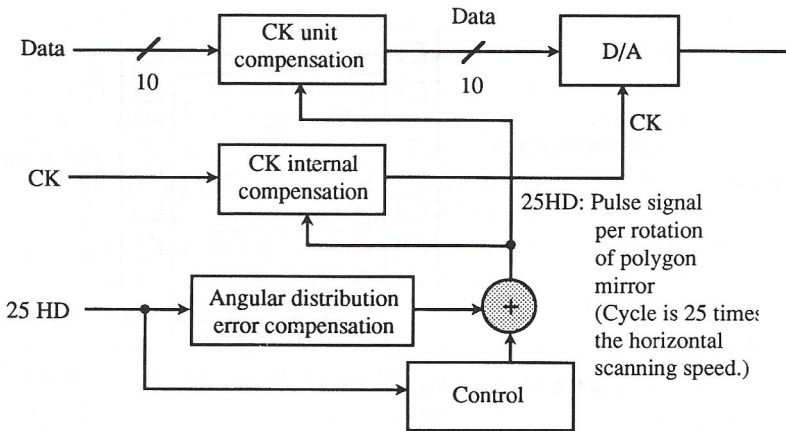 Data
10
CK unit
compensation
Data
10
D/A
CK
CK
CK internal
compensation
25HD: Pulse signal
per rotation
of polygon
mirror
(Cycle is 25 times
the horizontal
scanning speed.)
25 HD
Angular distribution
error compensation
+
Control